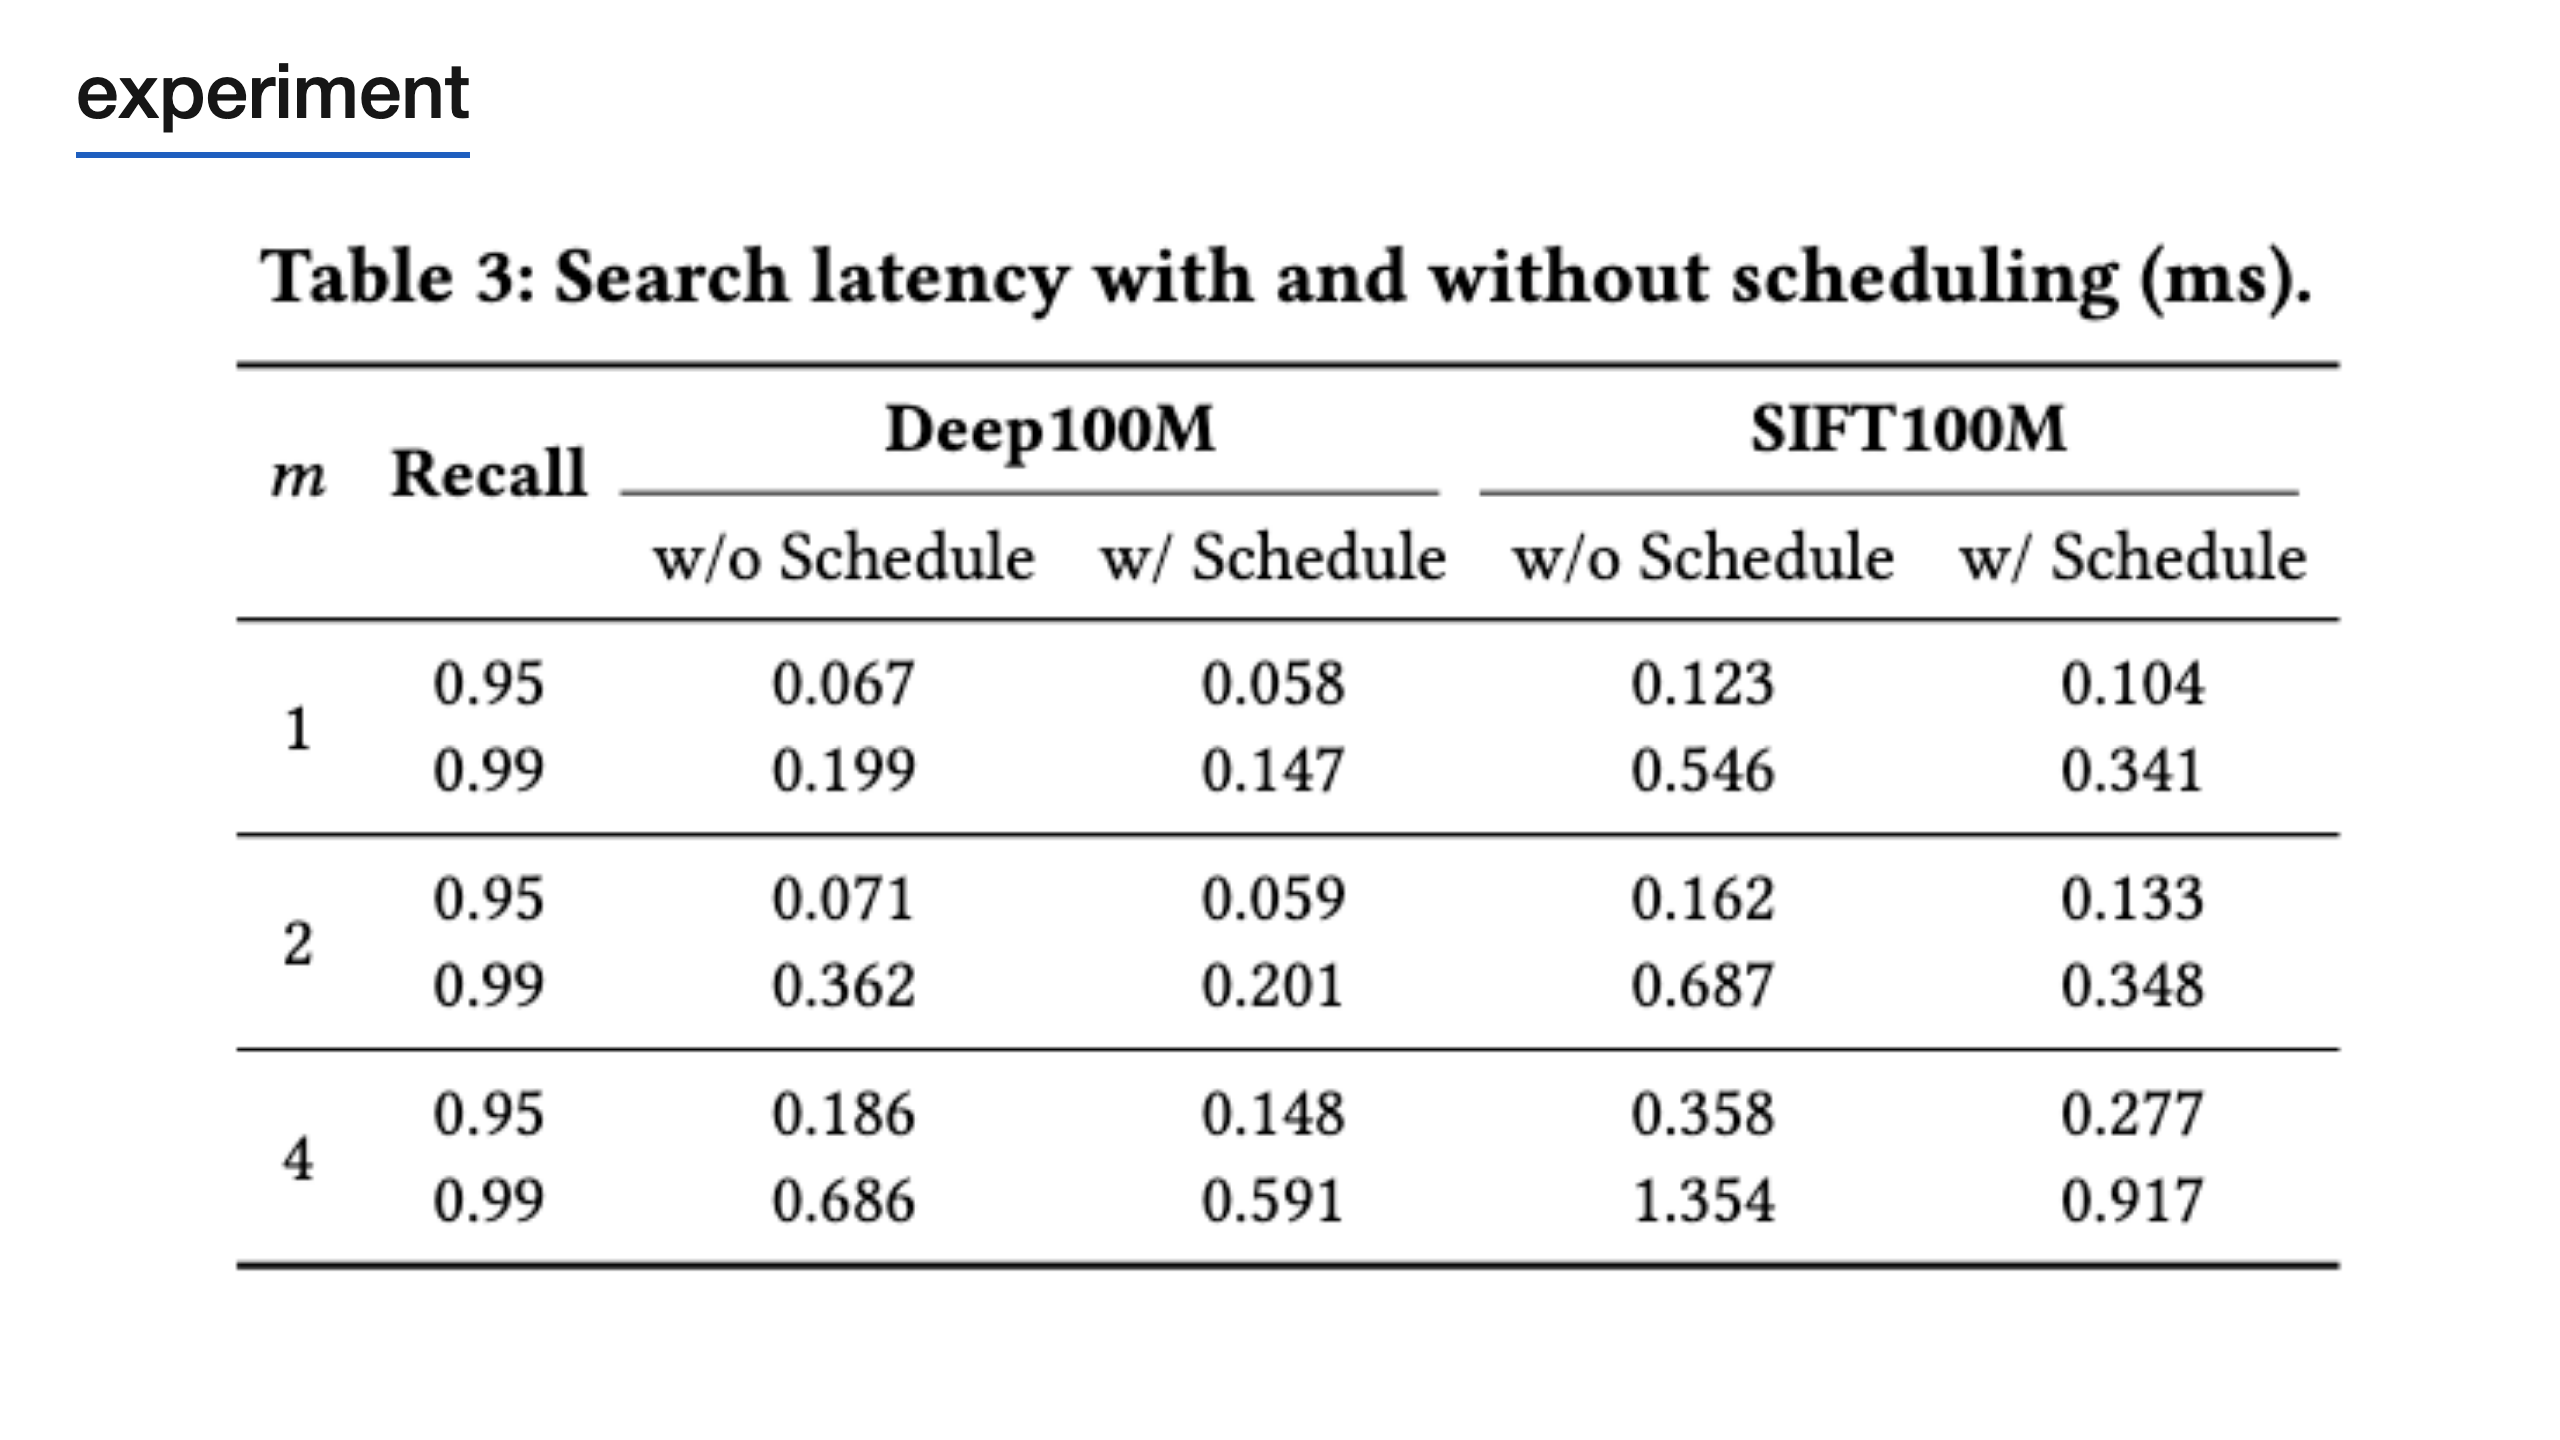 experiment
Table 3: Search latency with and without scheduling (ms).
m Recall Deep100M SIFT100M
w/o Schedule w/ Schedule w/o Schedule w/ Schedule
1 0.95 0.067 0.058 0.123 0.104
0.99 0.199 0.147 0.546 0.341
2 0.95 0.071 0.059 0.162 0.133
0.99 0.362 0.201 0.687 0.348
4 0.95 0.186 0.148 0.358 0.277
0.99 0.686 0.591 1.354 0.917